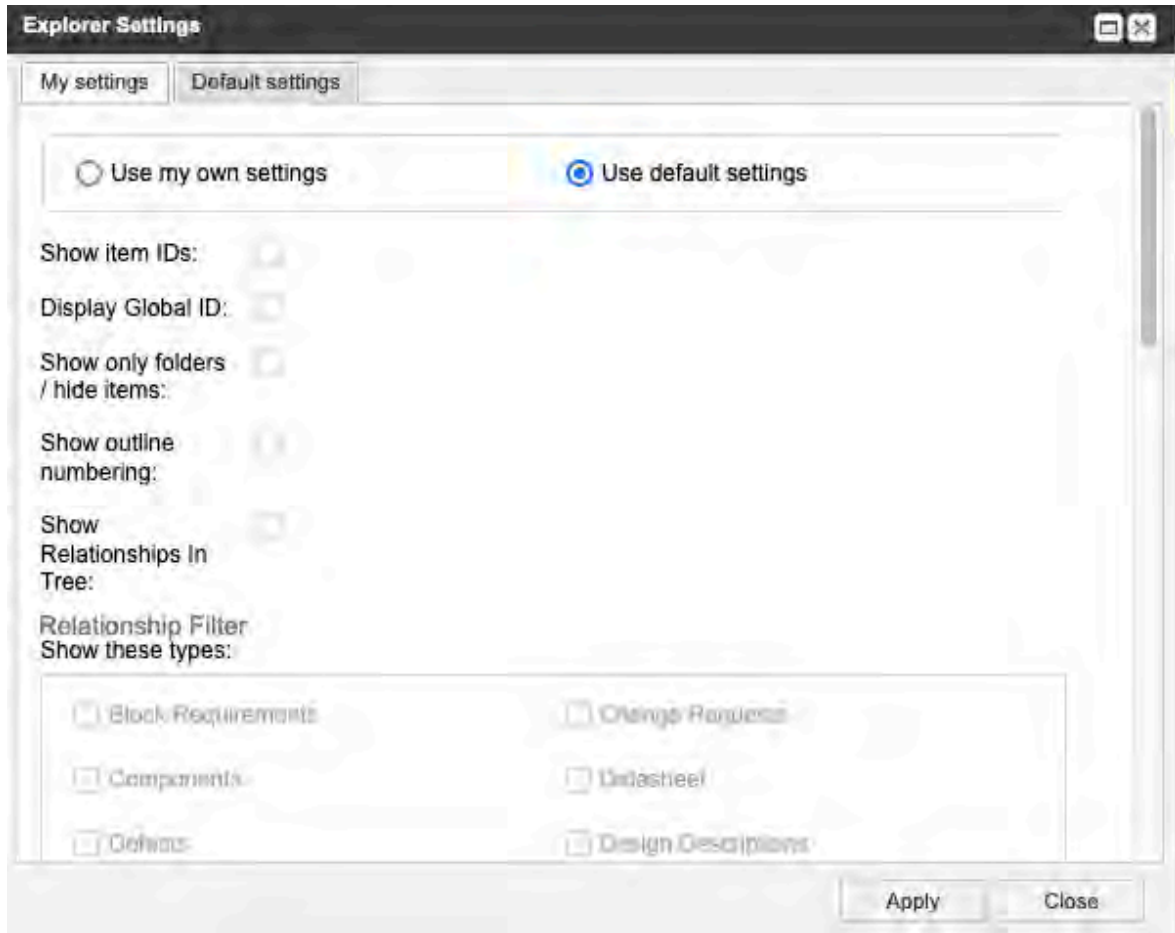 Explorer Settings
My settings
Default settings
Use my own settings
Use default settings
Show item IDs:
Display Global ID:
Show only folders
/ hide items:
Show outline
numbering:
Show
Relationships In
Tree:
Relationship Filter
Show these types:
Block Requirements
Change Requests
Components
Datasheet
Defects
Design Descriptions
Apply
Close